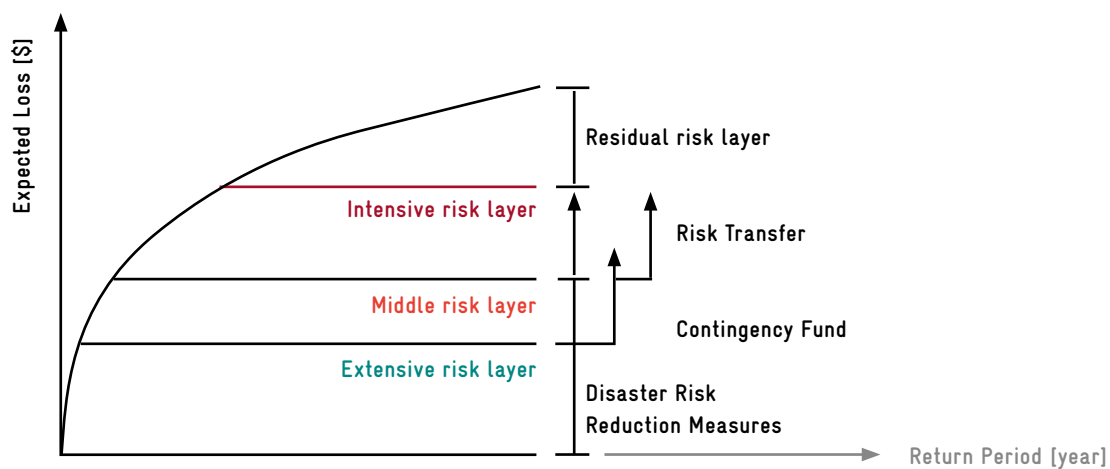 Expected Loss [$]
Residual risk layer
Intensive risk layer
Risk Transfer
Middle risk layer
Contingency Fund
Extensive risk layer
Disaster Risk
Reduction Measures
Return Period [year]